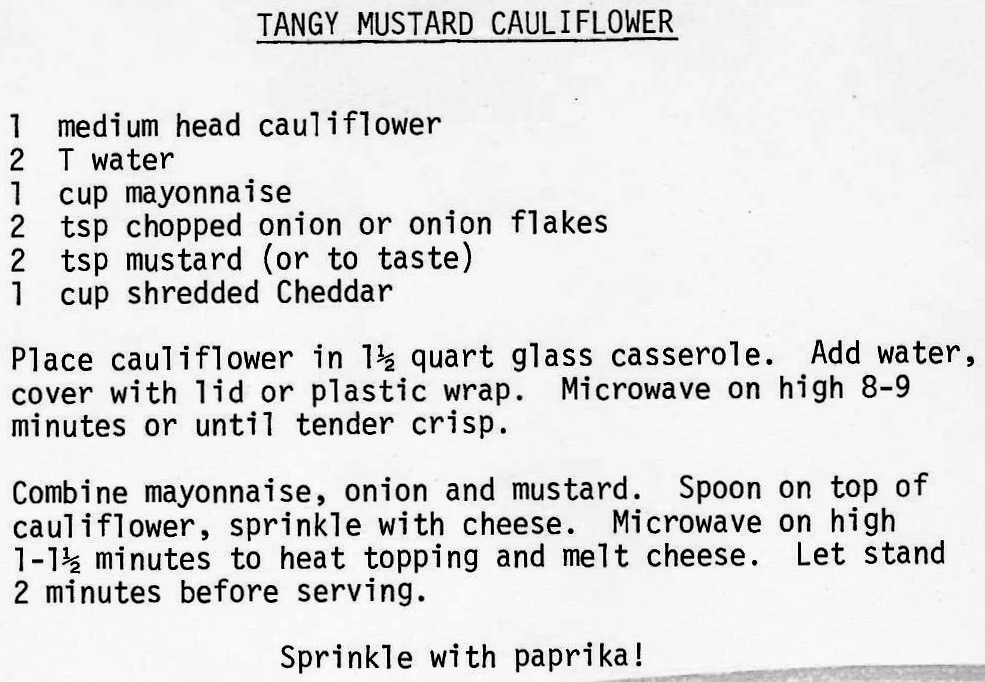 TANGY MUSTARD CAULIFLOWER
1 medium head cauliflower
2 T water
1 cup mayonnaise
2 tsp chopped onion or onion flakes
2 tsp mustard (or to taste)
1 cup shredded Cheddar
Place cauliflower in 1½ quart glass casserole. Add water,
cover with lid or plastic wrap. Microwave on high 8-9
minutes or until tender crisp.
Combine mayonnaise, onion and mustard. Spoon on top of
cauliflower, sprinkle with cheese. Microwave on high
1-1½ minutes to heat topping and melt cheese. Let stand
2 minutes before serving.
Sprinkle with paprika!